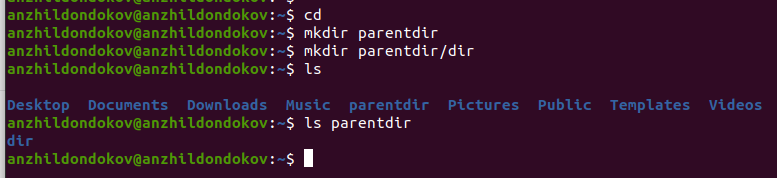 anzhildondokov@anzhildondokov:~$ cd
anzhildondokov@anzhildondokov:~$ mkdir parentdir
anzhildondokov@anzhildondokov:~$ mkdir parentdir/dir
anzhildondokov@anzhildondokov:~$ ls
Desktop Documents Downloads Music parentdir Pictures Public Templates Videos
anzhildondokov@anzhildondokov:~$ ls parentdir
dir
anzhildondokov@anzhildondokov:~$